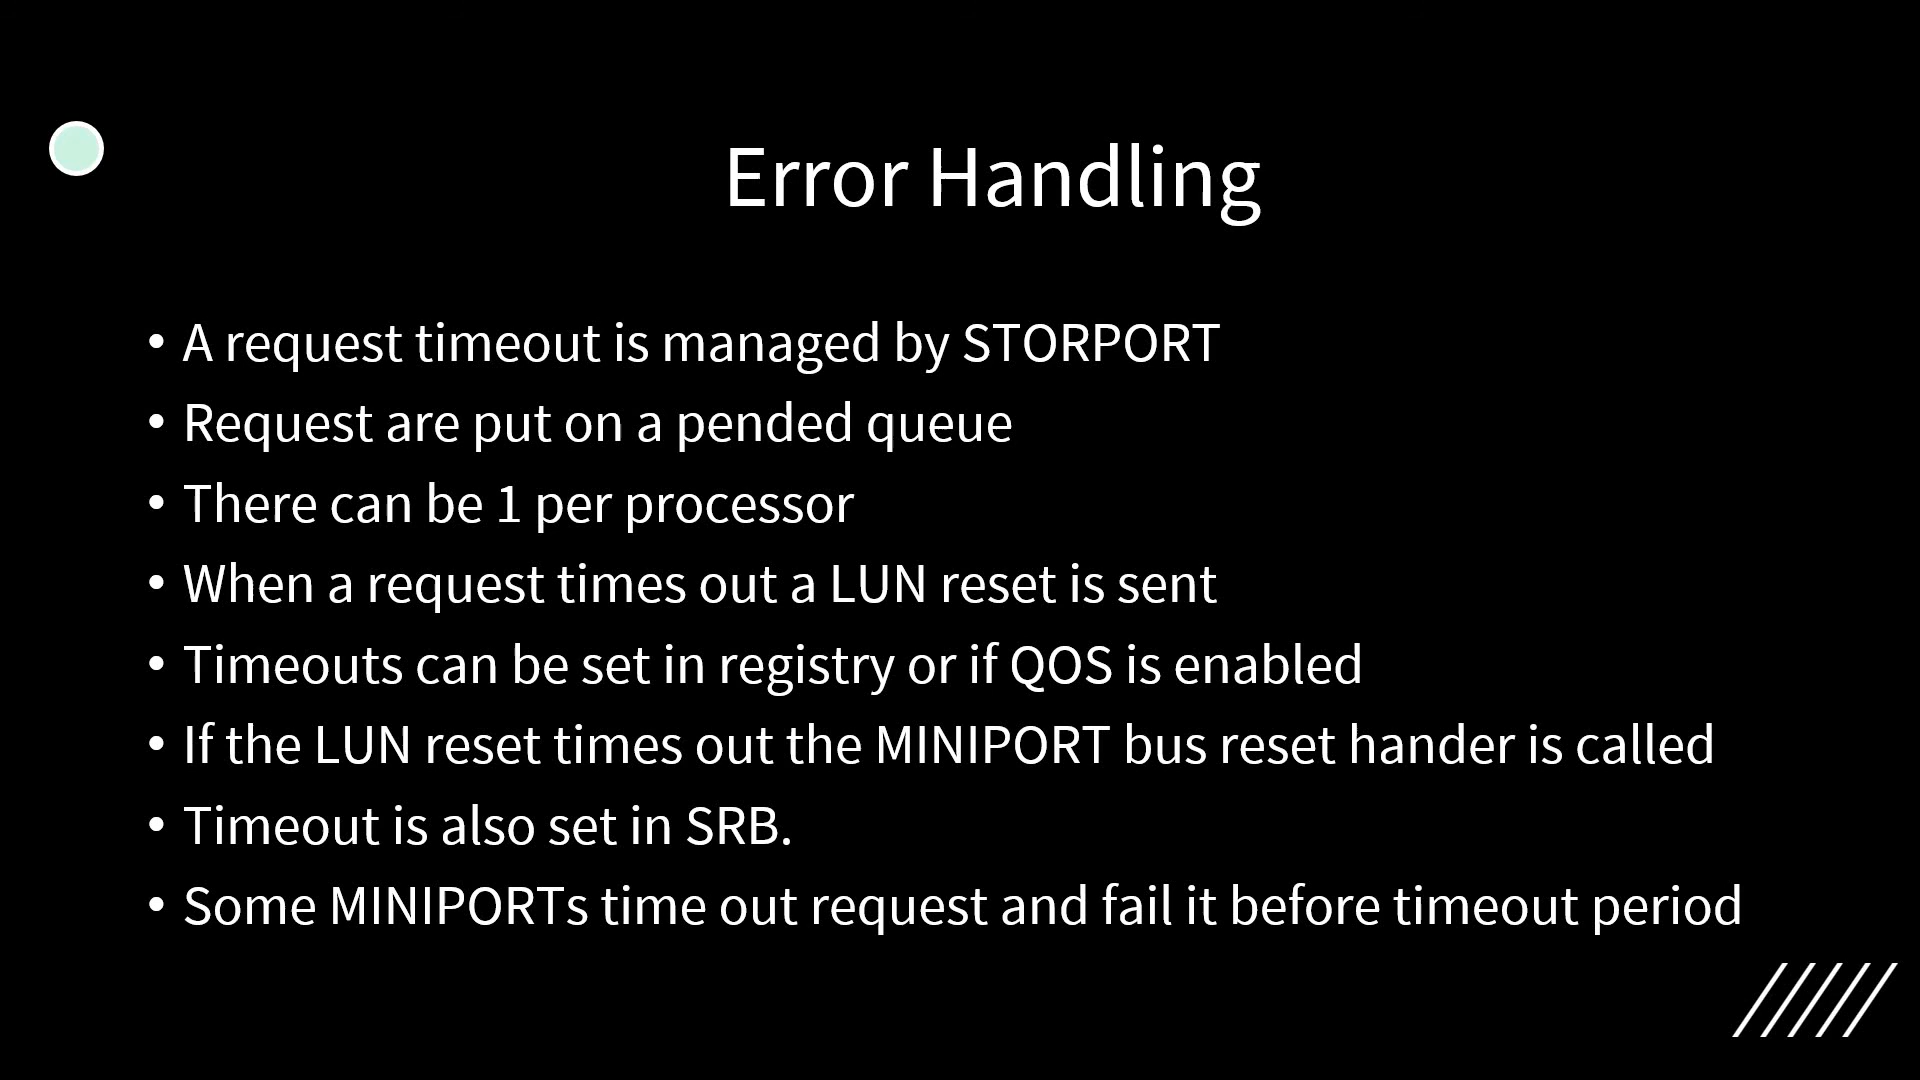 Error Handling
• A request timeout is managed by STORPORT
• Request are put on a pended queue
• There can be 1 per processor
• When a request times out a LUN reset is sent
• Timeouts can be set in registry or if QOS is enabled
• If the LUN reset times out the MINIPORT bus reset hander is called
• Timeout is also set in SRB.
• Some MINIPORTs time out request and fail it before timeout period